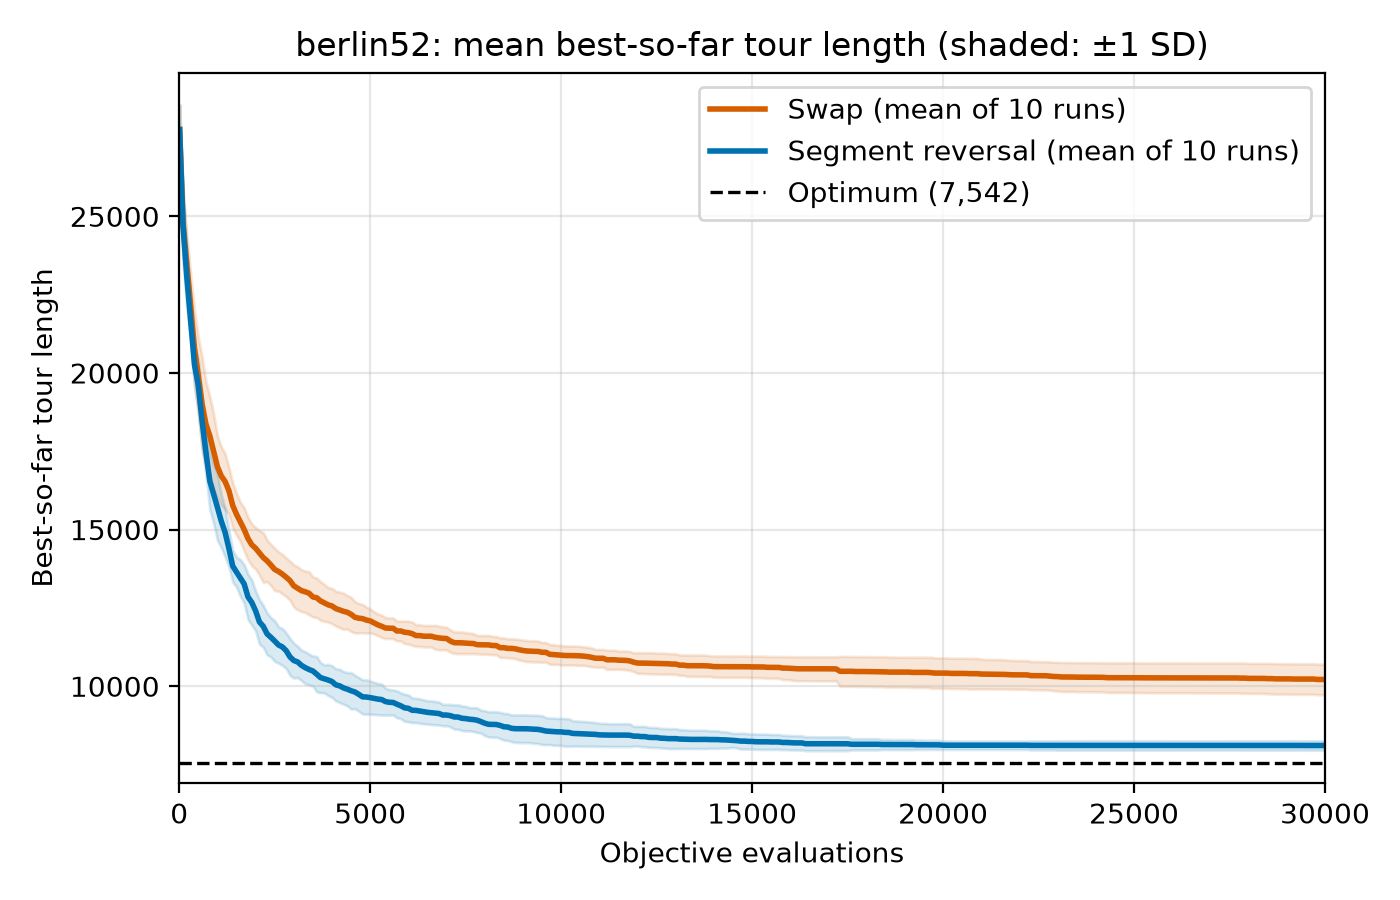 berlin52: mean best-so-far tour length (shaded: ±1 SD)
Swap (mean of 10 runs)
Segment reversal (mean of 10 runs)
Optimum (7,542)
Best-so-far tour length
25000
20000
15000
10000
0 5000 10000 15000 20000 25000 30000
Objective evaluations